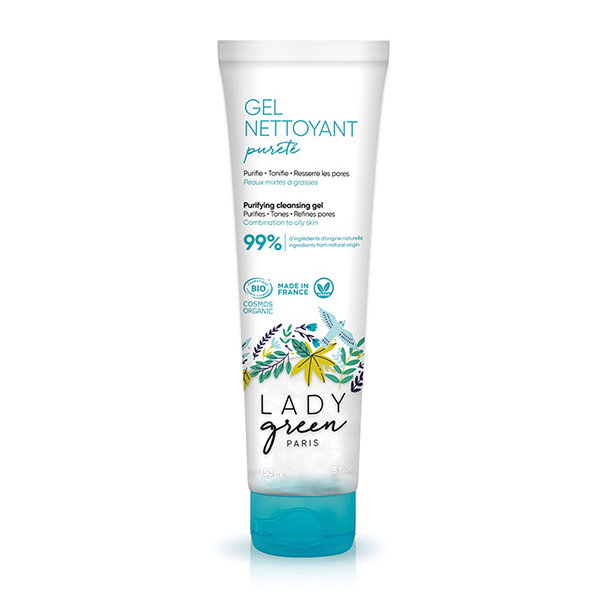 GEL
NETTOYANT
pureté
Purifie • Tonifie • Resserre les pores
Peaux mixtes à grasses
Purifying cleansing gel
Purifies • Tones • Refines pores
Combination to oily skin
99% d'ingrédients d'origine naturelle
ingredients from natural origin
BIO
COSMOS
ORGANIC
MADE IN
FRANCE
LADY
green
PARIS
150 ml